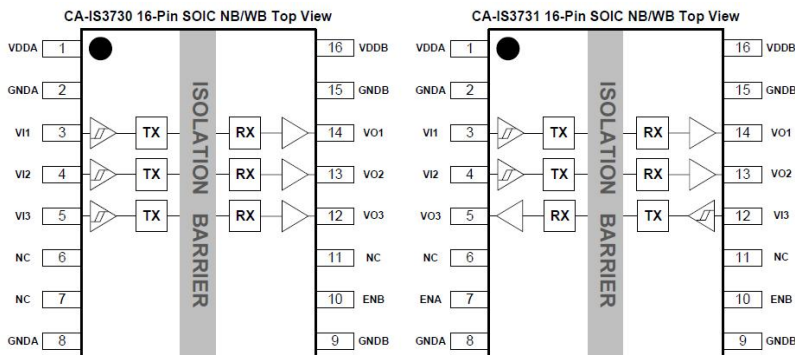 CA-IS3730 16-Pin SOIC NB/WB Top View
VDDA 1 16 VDDB
GNDA 2 15 GNDB
VI1 3 TX RX 14 VO1
VI2 4 TX RX 13 VO2
VI3 5 TX RX 12 VO3
NC 6 11 NC
NC 7 10 ENB
GNDA 8 9 GNDB
ISOLATION BARRIER
CA-IS3731 16-Pin SOIC NB/WB Top View
VDDA 1 16 VDDB
GNDA 2 15 GNDB
VI1 3 TX RX 14 VO1
VI2 4 TX RX 13 VO2
VO3 5 RX TX 12 VI3
NC 6 11 NC
ENA 7 10 ENB
GNDA 8 9 GNDB
ISOLATION BARRIER